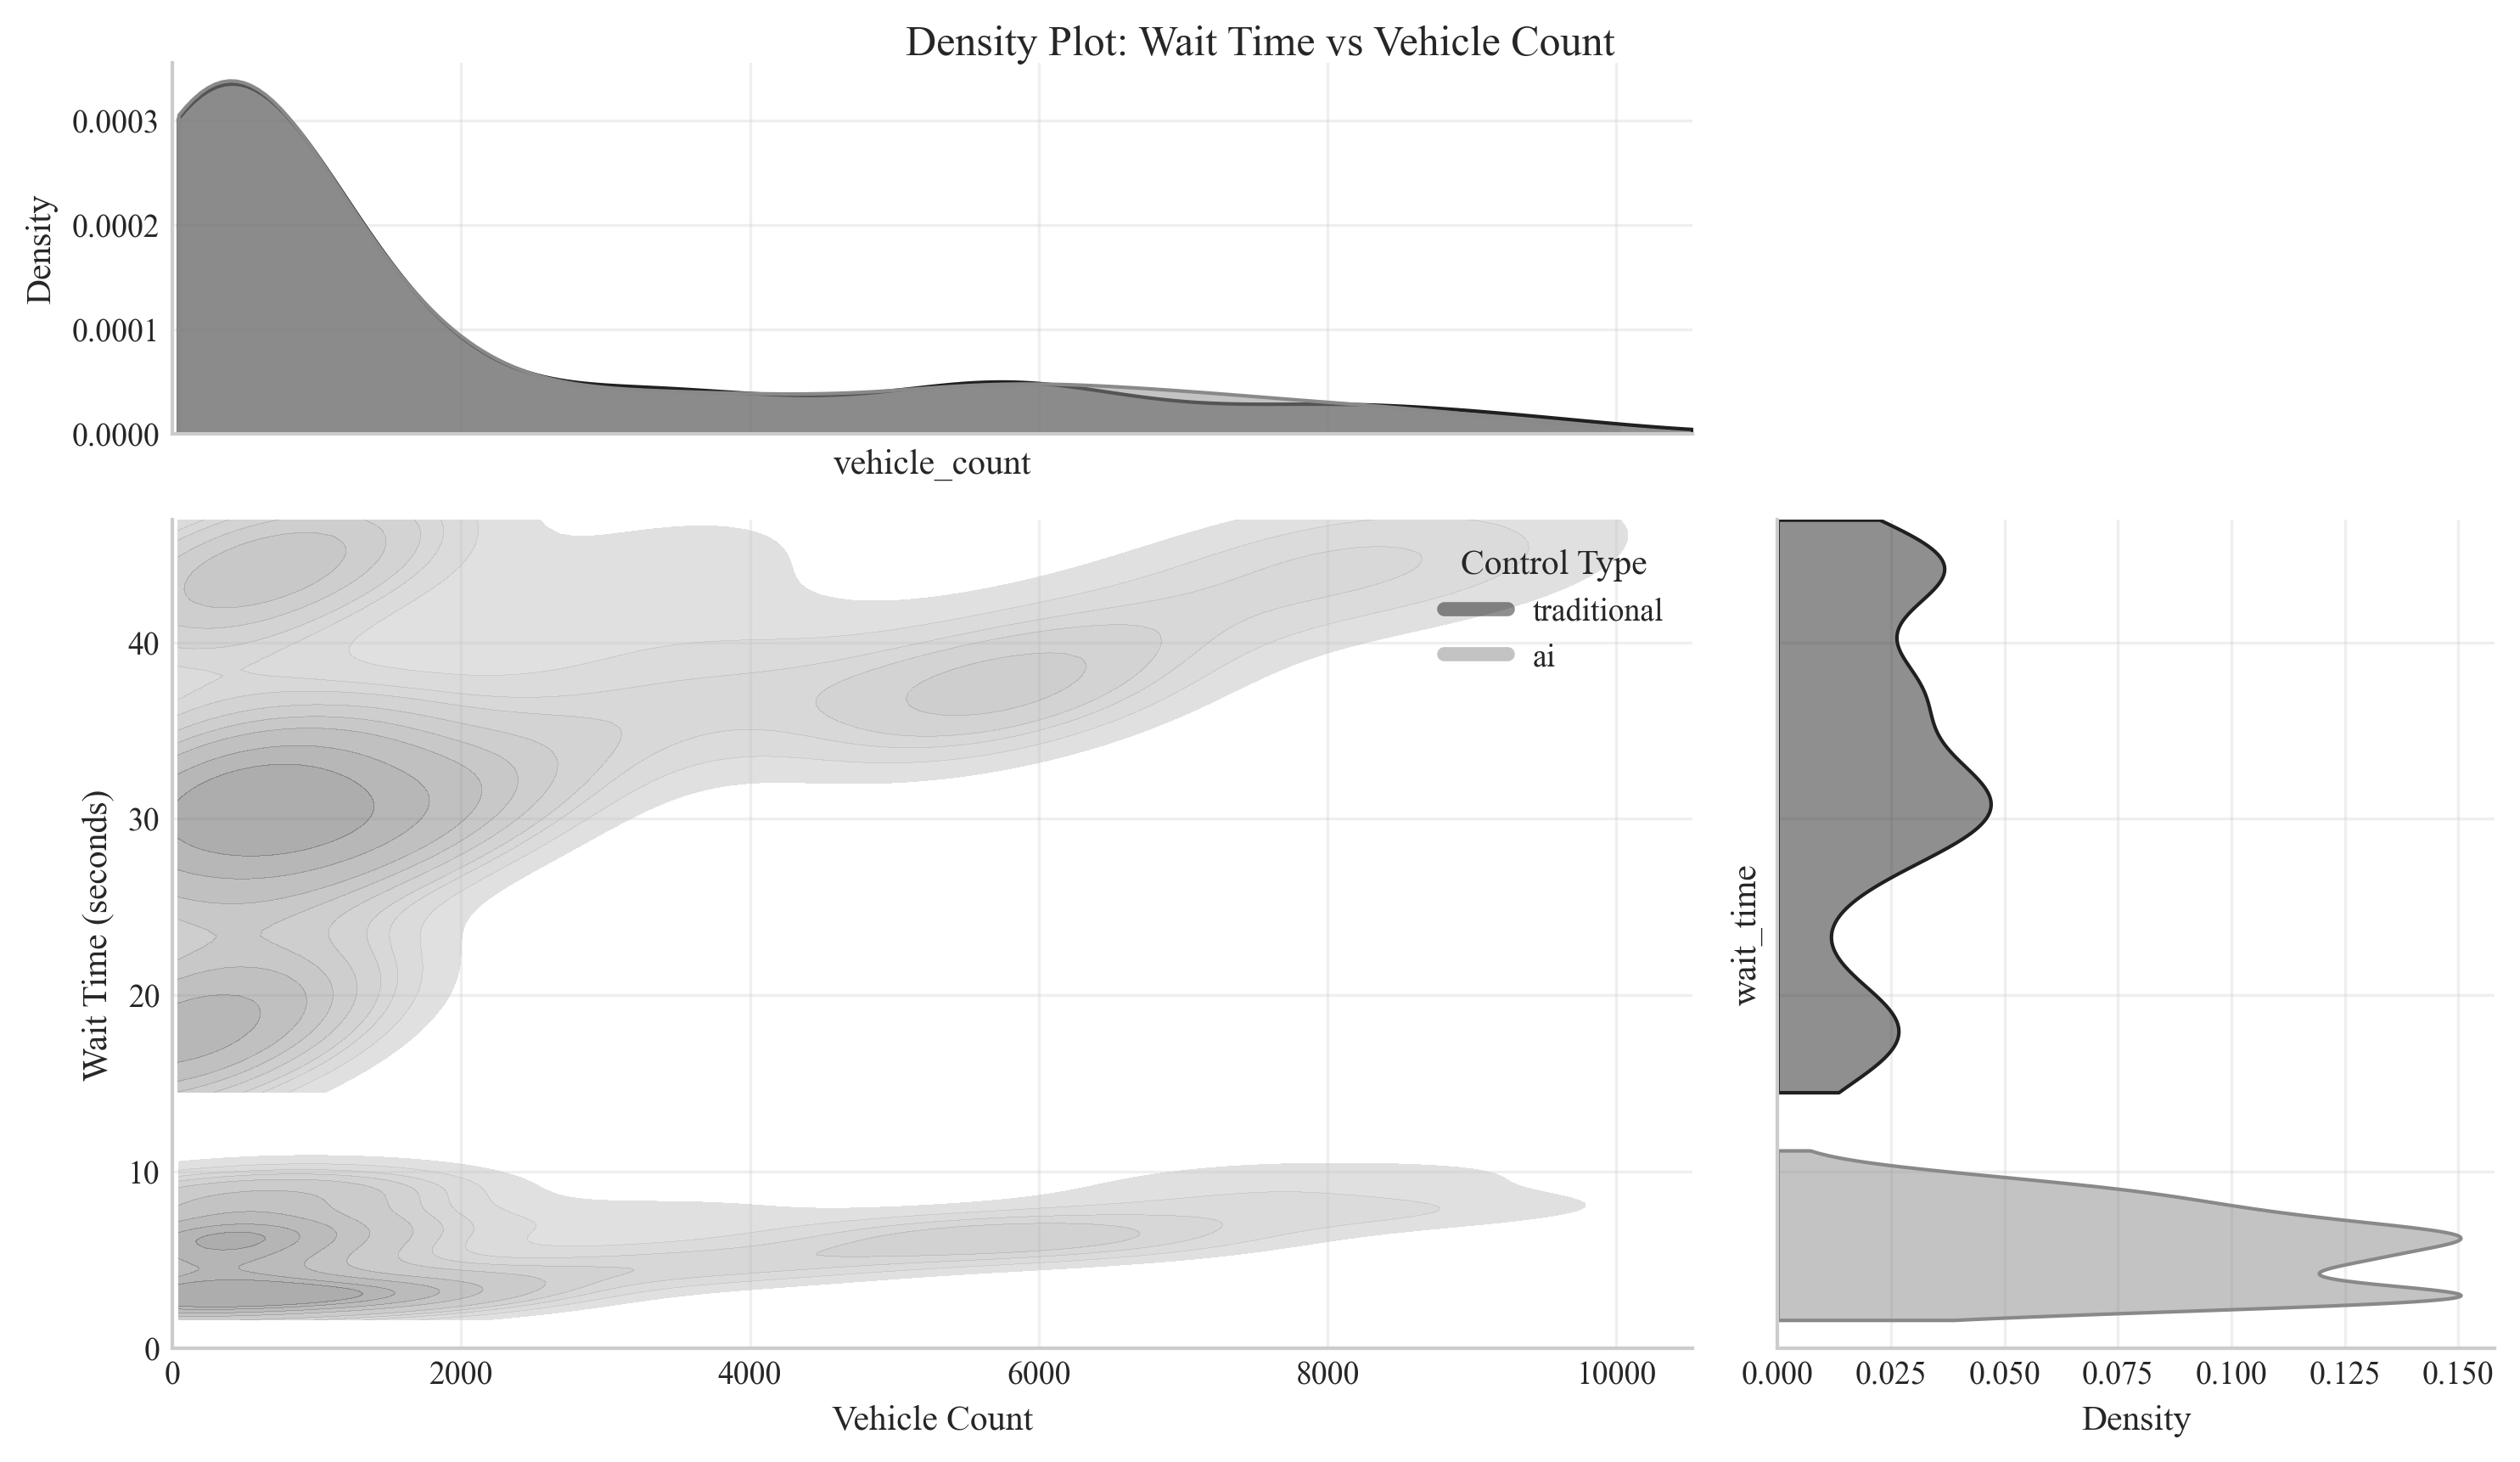 Density Plot: Wait Time vs Vehicle Count
Density
0.0003
0.0002
0.0001
0.0000
vehicle_count
Wait Time (seconds)
40
30
20
10
0
0 2000 4000 6000 8000 10000
Vehicle Count
Control Type
traditional
ai
wait_time
0.000 0.025 0.050 0.075 0.100 0.125 0.150
Density